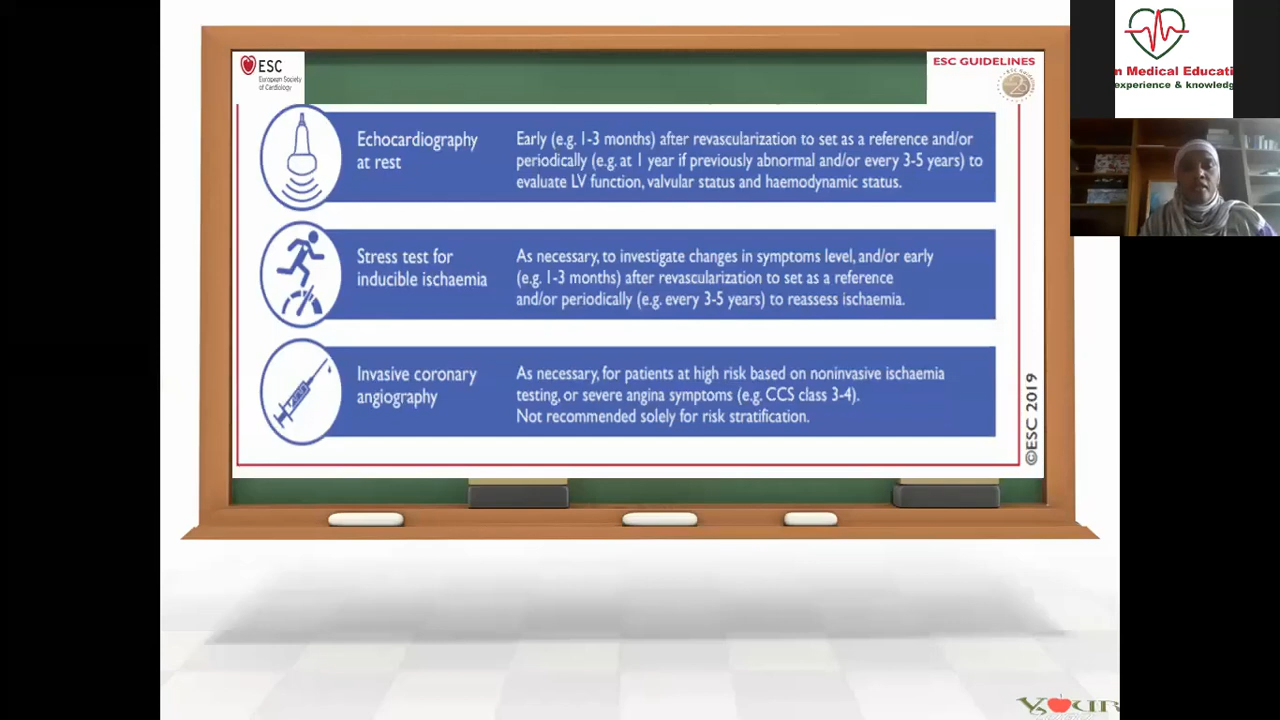 ESC
European Society
of Cardiology
ESC GUIDELINES
n Medical Educati
experience & knowledg
Echocardiography
at rest
Early (e.g. 1-3 months) after revascularization to set as a reference and/or
periodically (e.g. at 1 year if previously abnormal and/or every 3-5 years) to
evaluate LV function, valvular status and haemodynamic status.
Stress test for
inducible ischaemia
As necessary, to investigate changes in symptoms level, and/or early
(e.g. 1-3 months) after revascularization to set as a reference
and/or periodically (e.g. every 3-5 years) to reassess ischaemia.
Invasive coronary
angiography
As necessary, for patients at high risk based on noninvasive ischaemia
testing, or severe angina symptoms (e.g. CCS class 3-4).
Not recommended solely for risk stratification.
©ESC 2019